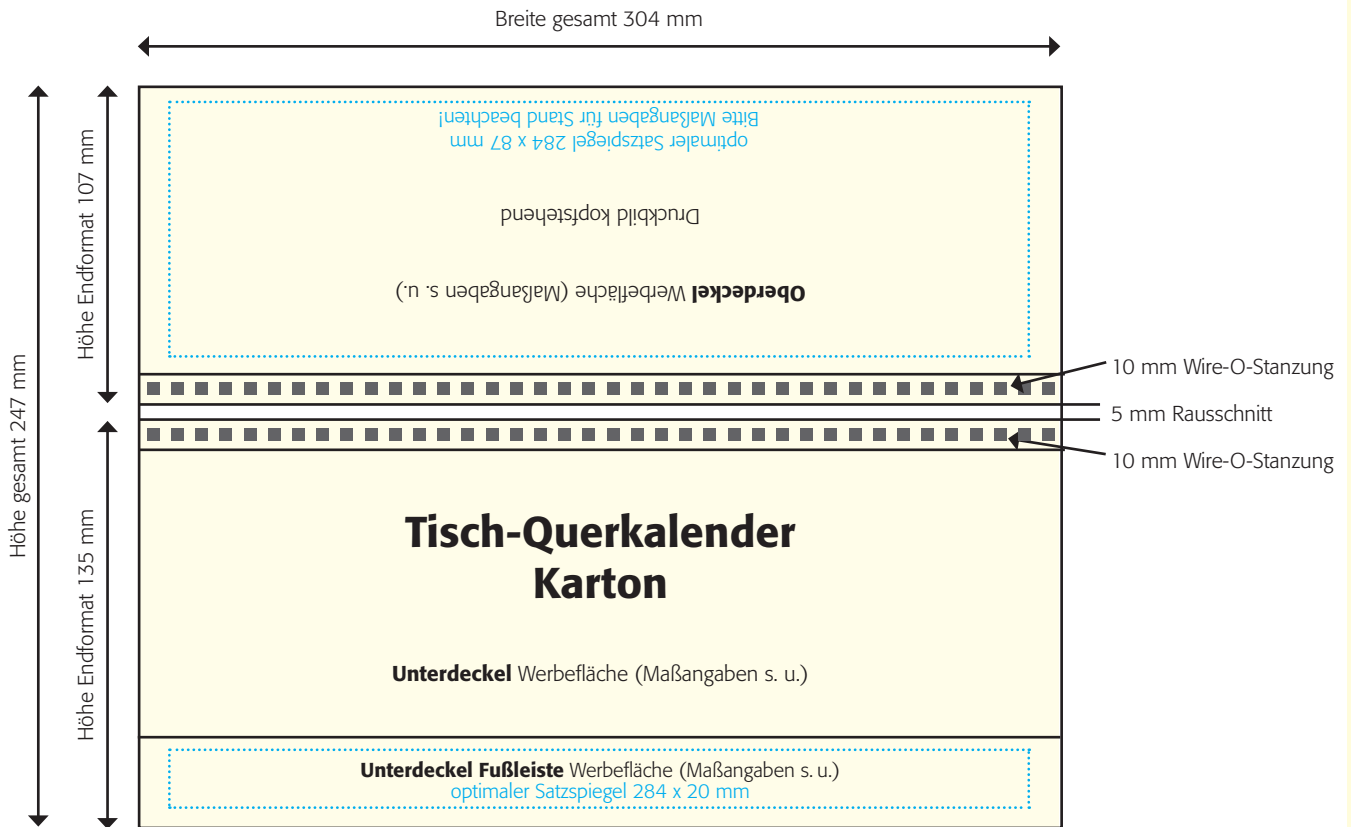 Breite gesamt 304 mm
Höhe gesamt 247 mm
Höhe Endformat 107 mm
Bitte Maßangaben für Stand beachten!
optimaler Satzspiegel 284 x 87 mm
Druckbild kopfstehend
Oberdeckel Werbefläche (Maßangaben s. u.)
10 mm Wire-O-Stanzung
5 mm Rausschnitt
10 mm Wire-O-Stanzung
Höhe Endformat 135 mm
Tisch-Querkalender
Karton
Unterdeckel Werbefläche (Maßangaben s. u.)
Unterdeckel Fußleiste Werbefläche (Maßangaben s. u.)
optimaler Satzspiegel 284 x 20 mm